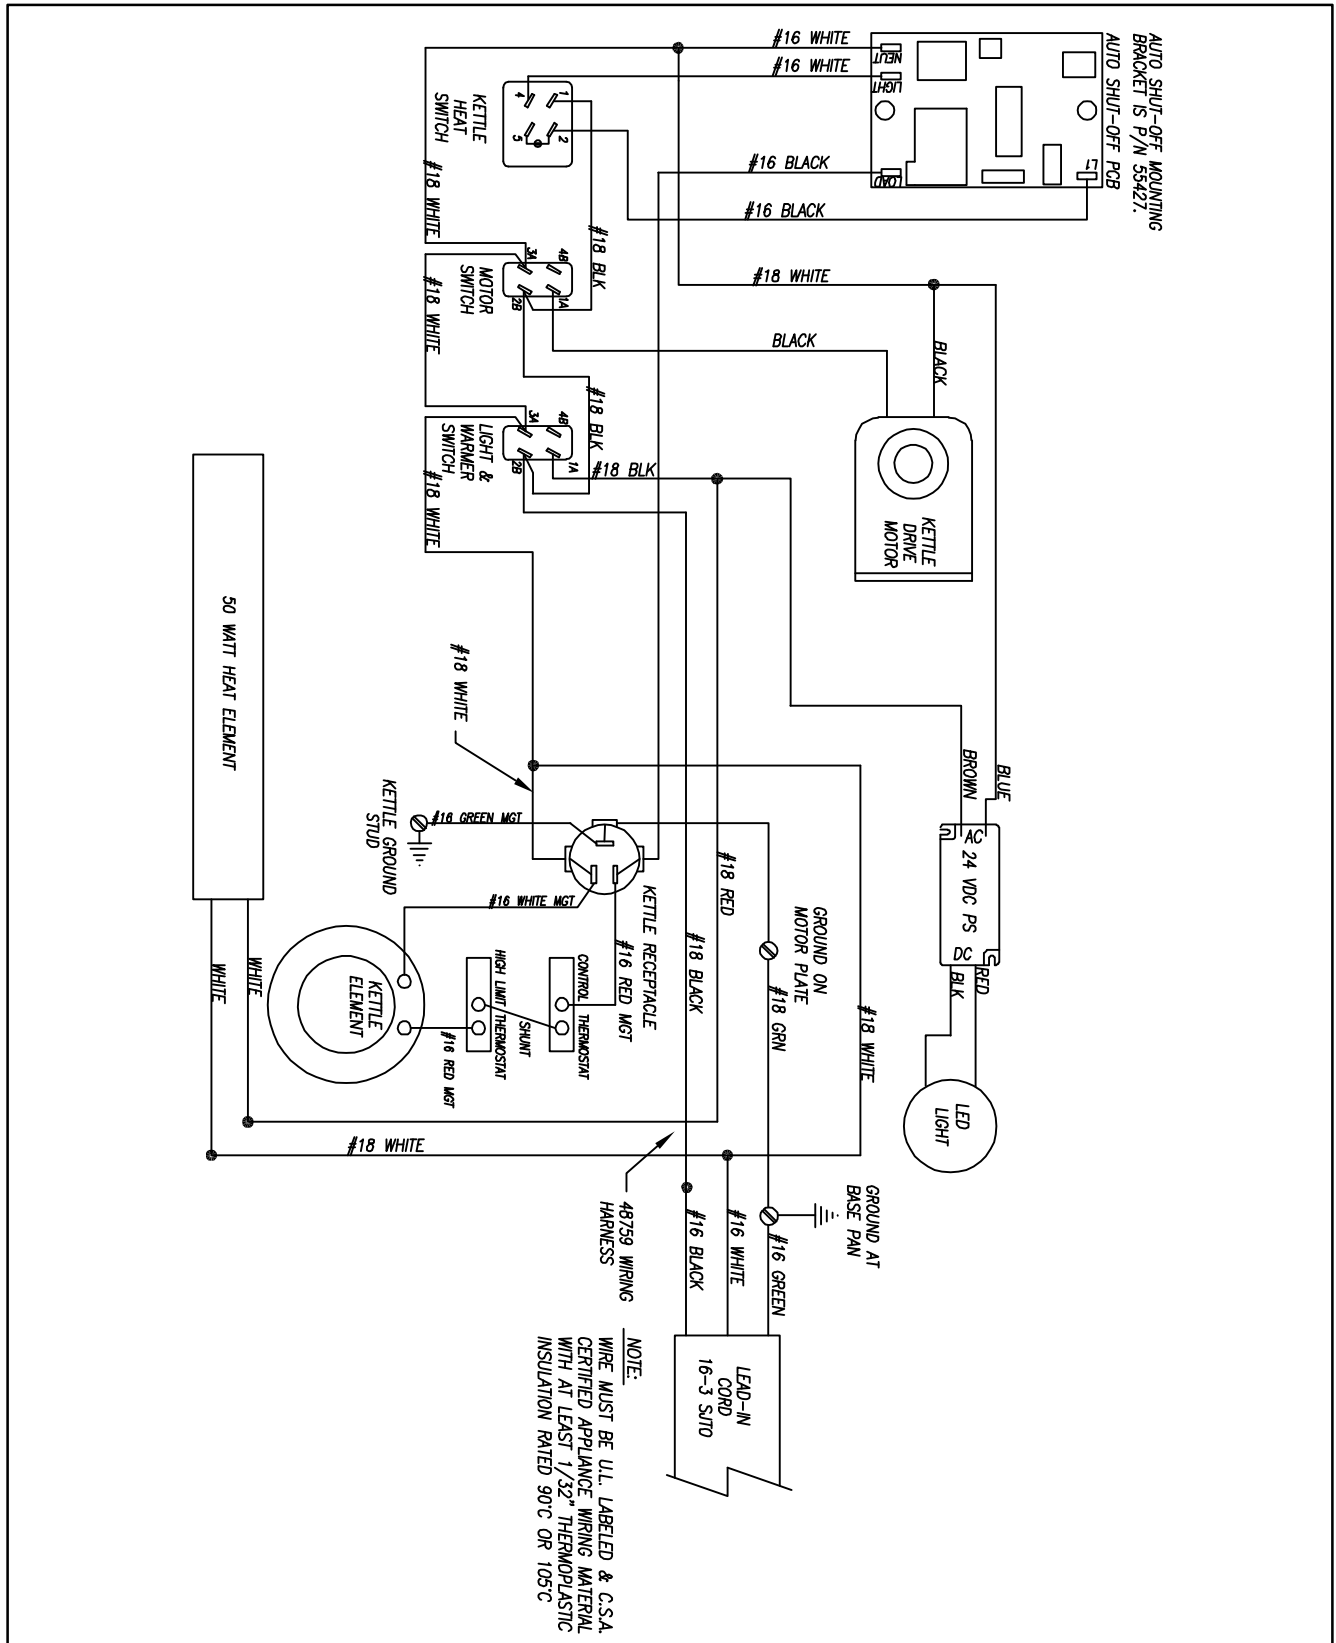 AUTO SHUT-OFF MOUNTING
BRACKET IS P/N 55427.
AUTO SHUT-OFF PCB
NEUT
LIGHT
LOAD
L1
#16 WHITE
#16 WHITE
#16 BLACK
#16 BLACK
KETTLE
HEAT
SWITCH
1
4
2
5
#18 WHITE
#18 BLK
#18 WHITE
3A
4B
2B
1A
MOTOR
SWITCH
#18 WHITE
BLACK
BLACK
#18 BLK
3A
4B
2B
1A
LIGHT &
WARMER
SWITCH
#18 BLK
#18 WHITE
KETTLE
DRIVE
MOTOR
50 WATT HEAT ELEMENT
#18 WHITE
BROWN
BLUE
AC
24 VDC PS
DC
RED
BLK
LED
LIGHT
KETTLE GROUND
STUD
#16 GREEN MGT
KETTLE RECEPTACLE
#18 RED
#16 WHITE MGT
#16 RED MGT
#18 BLACK
GROUND ON
MOTOR PLATE
#18 GRN
#18 WHITE
WHITE
WHITE
KETTLE
ELEMENT
HIGH LIMIT THERMOSTAT
SHUNT
CONTROL THERMOSTAT
#16 RED MGT
#18 WHITE
48759 WIRING
HARNESS
GROUND AT
BASE PAN
#16 BLACK
#16 WHITE
#16 GREEN
LEAD-IN
CORD
16-3 SJTO
NOTE:
WIRE MUST BE U.L. LABELED & C.S.A.
CERTIFIED APPLIANCE WIRING MATERIAL
WITH AT LEAST 1/32" THERMOPLASTIC
INSULATION RATED 90°C OR 105°C